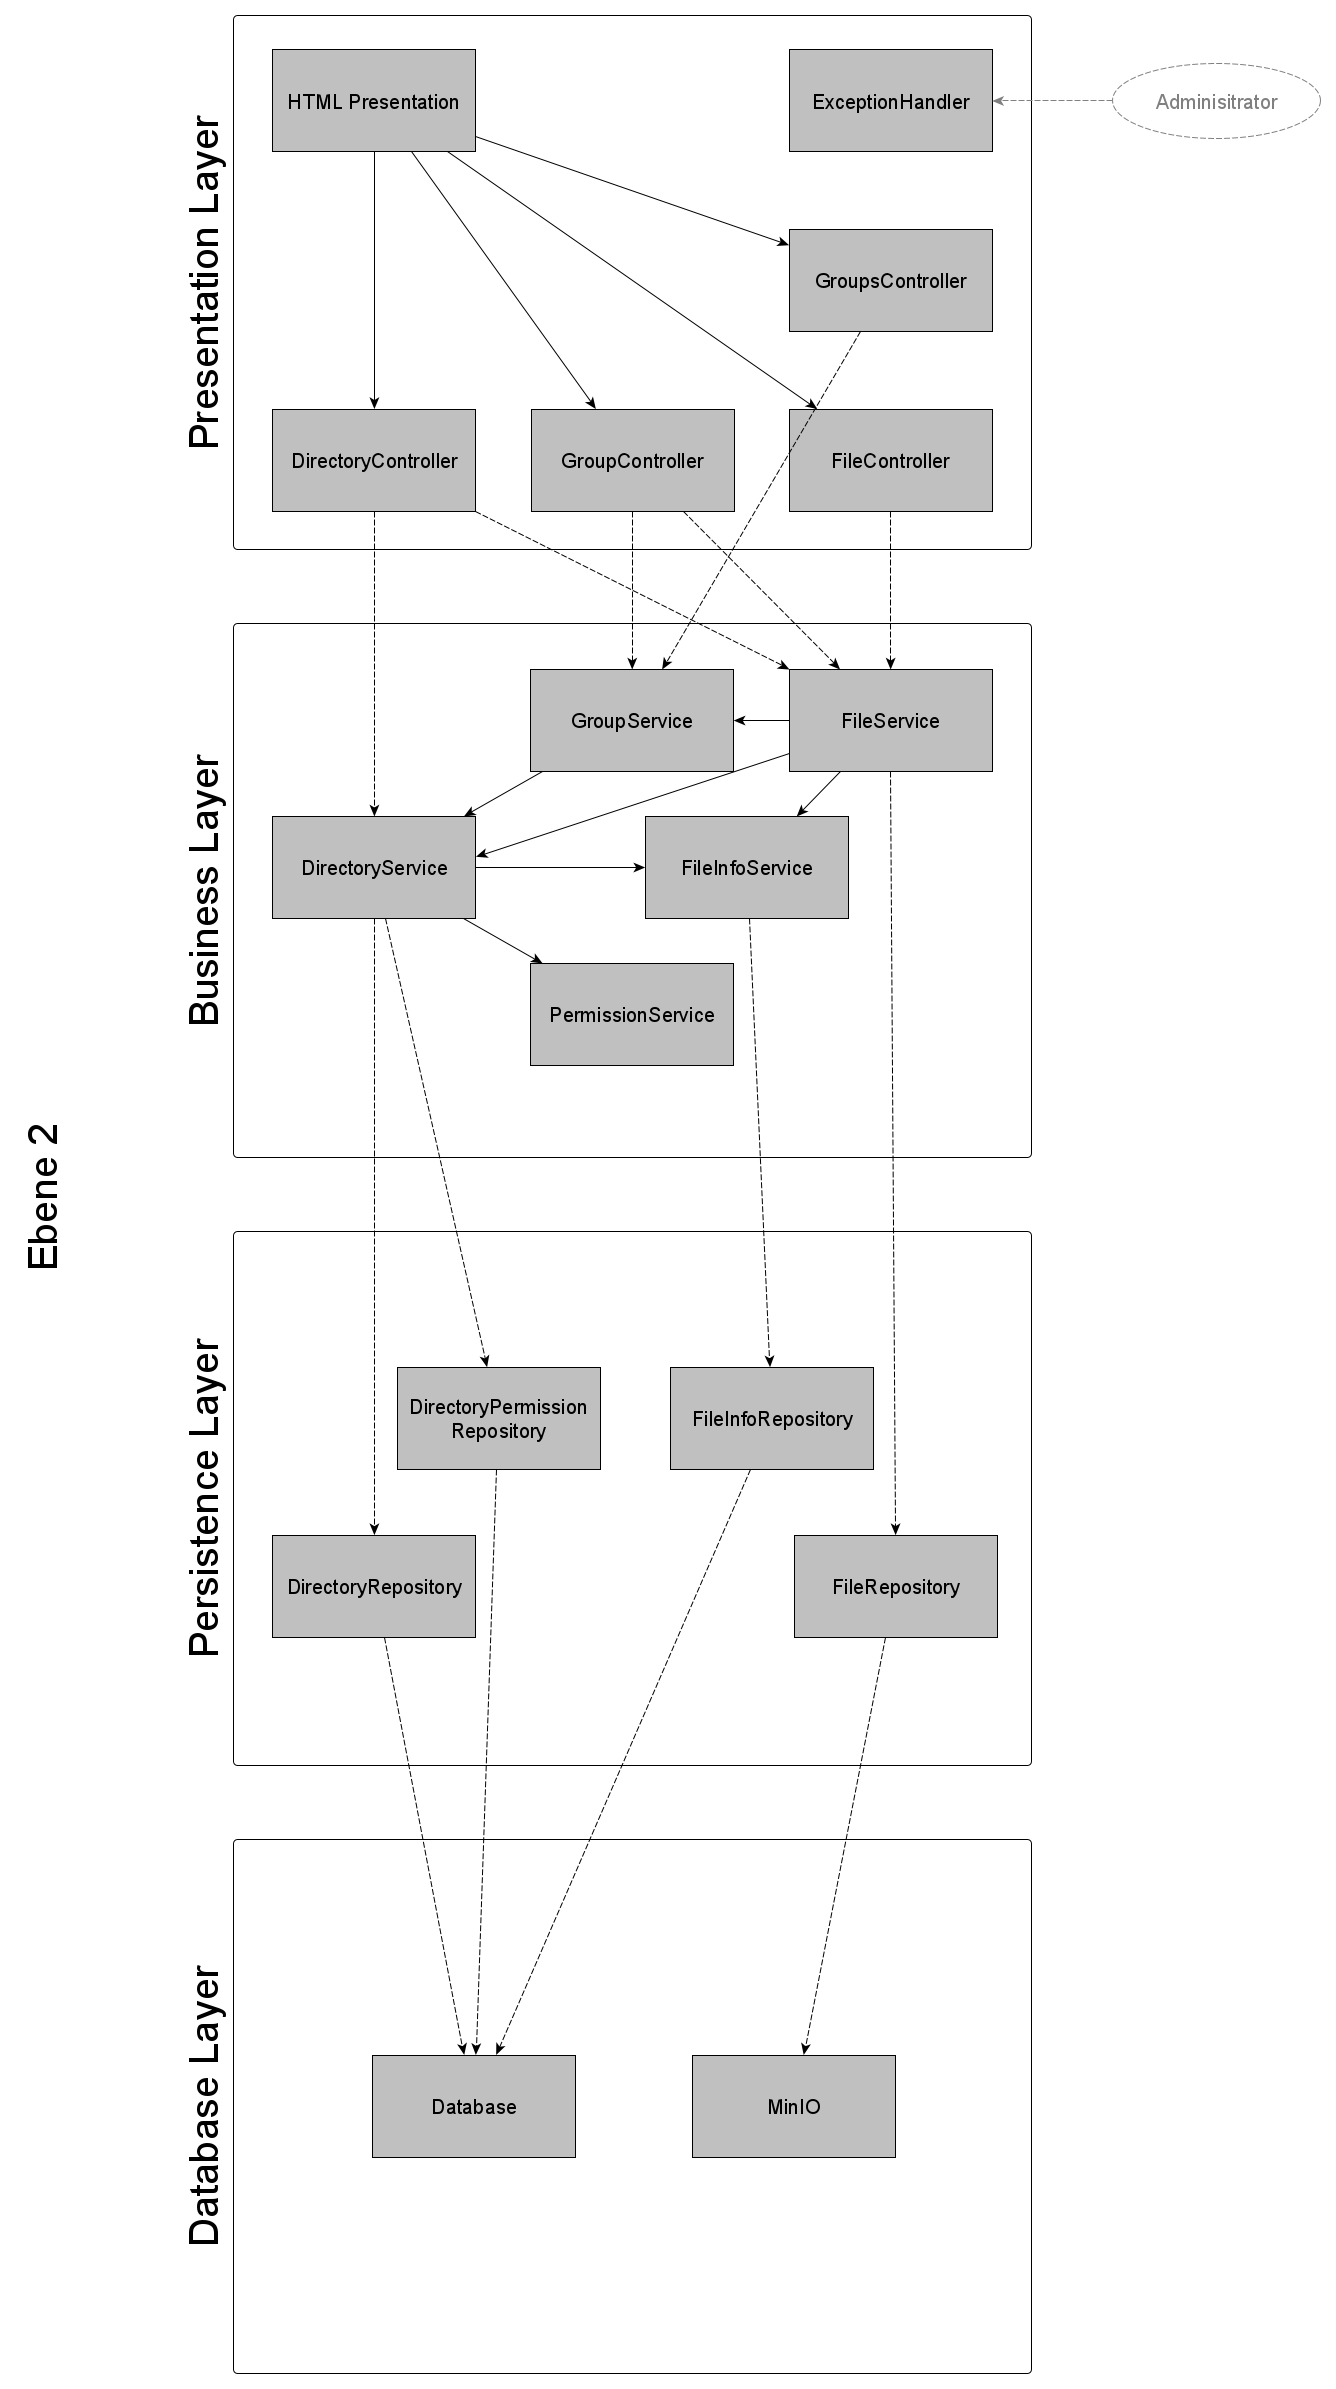 Ebene 2
Presentation Layer
HTML Presentation
ExceptionHandler
Adminisitrator
GroupsController
DirectoryController
GroupController
FileController
Business Layer
GroupService
FileService
DirectoryService
FileInfoService
PermissionService
Persistence Layer
DirectoryPermission
Repository
FileInfoRepository
DirectoryRepository
FileRepository
Database Layer
Database
MinIO